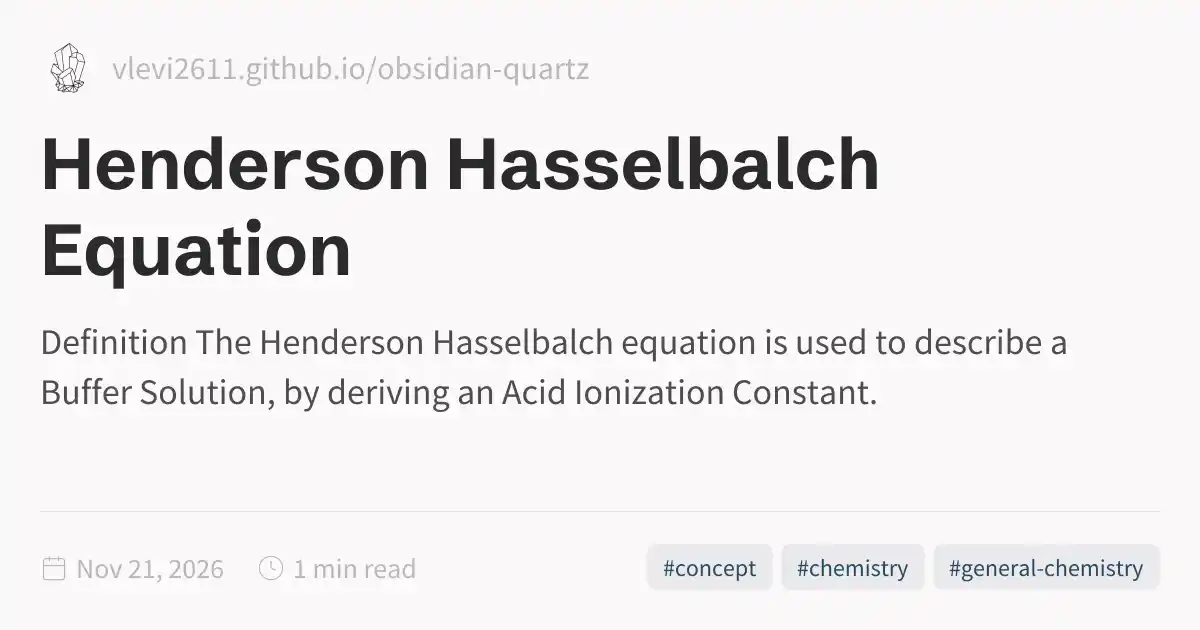 vlevi2611.github.io/obsidian-quartz
Henderson Hasselbalch
Equation
Definition The Henderson Hasselbalch equation is used to describe a
Buffer Solution, by deriving an Acid Ionization Constant.
Nov 21, 2026 1 min read #concept #chemistry #general-chemistry